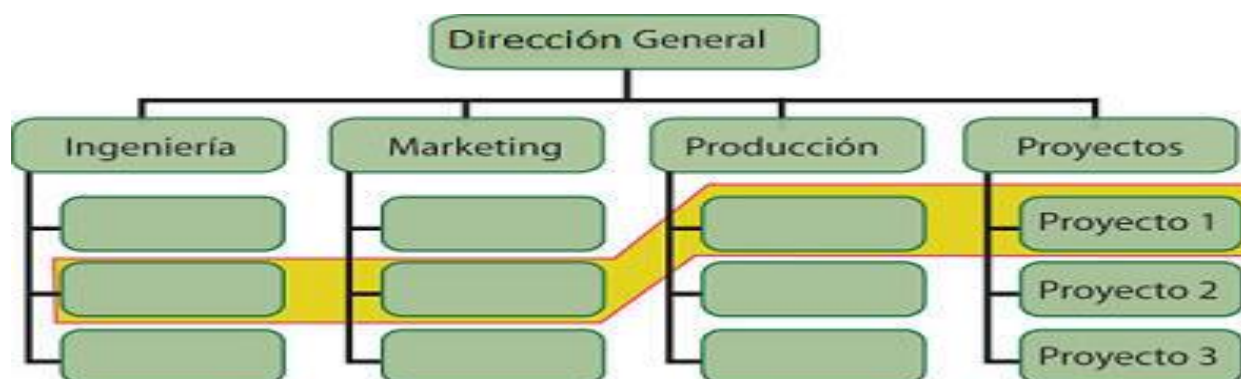 Dirección General
Ingeniería
Marketing
Producción
Proyectos
Proyecto 1
Proyecto 2
Proyecto 3